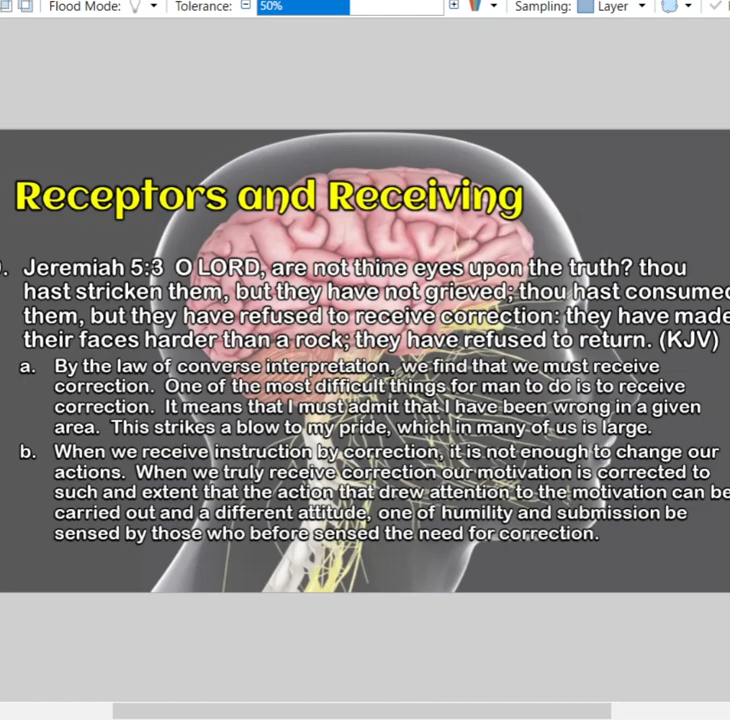 Flood Mode: Tolerance: 50% Sampling: Layer
Receptors and Receiving
. Jeremiah 5:3 O LORD, are not thine eyes upon the truth? thou
hast stricken them, but they have not grieved; thou hast consumed
them, but they have refused to receive correction: they have made
their faces harder than a rock; they have refused to return. (KJV)
a. By the law of converse interpretation, we find that we must receive
correction. One of the most difficult things for man to do is to receive
correction. It means that I must admit that I have been wrong in a given
area. This strikes a blow to my pride, which in many of us is large.
b. When we receive instruction by correction, it is not enough to change our
actions. When we truly receive correction our motivation is corrected to
such and extent that the action that drew attention to the motivation can be
carried out and a different attitude, one of humility and submission be
sensed by those who before sensed the need for correction.